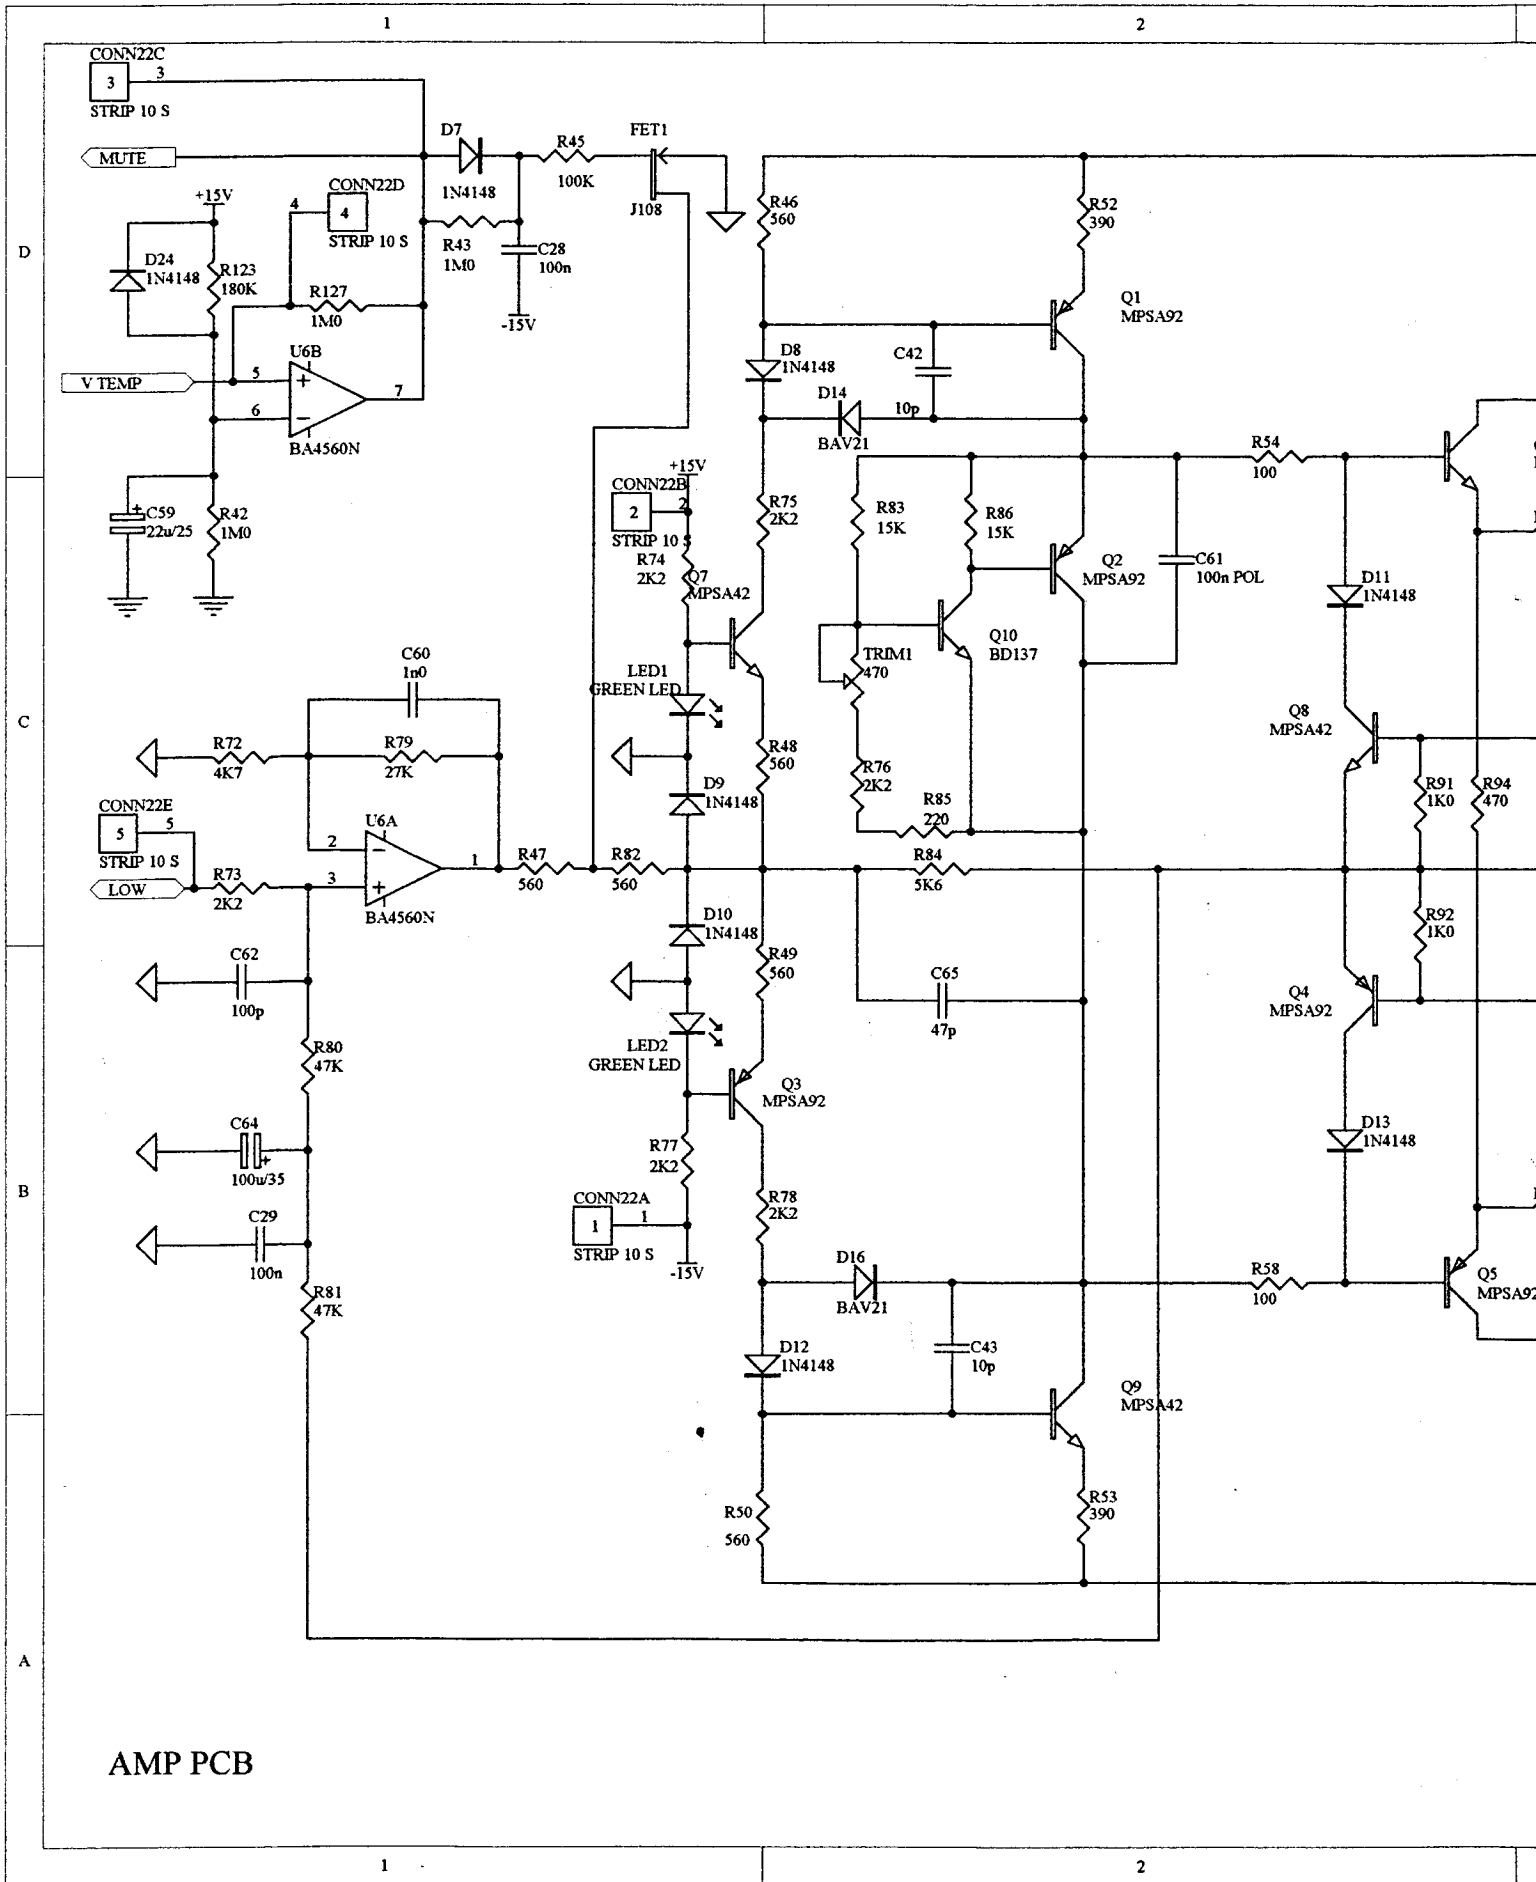 1
2
CONN22C
3
3
STRIP 10 S
MUTE
D7
1N4148
R45
100K
FET1
J108
+15V
CONN22D
4
4
STRIP 10 S
R43
1M0
C28
100n
-15V
D
D24
1N4148
R123
180K
R127
1M0
U6B
V TEMP
5
+
6
−
7
BA4560N
R46
560
R52
390
Q1
MPSA92
D8
1N4148
C42
10p
D14
BAV21
R54
100
C59
+
22u/25
R42
1M0
+15V
CONN22B
2
2
STRIP 10 S
R74
2K2
Q7
MPSA42
R75
2K2
R83
15K
R86
15K
Q2
MPSA92
C61
100n POL
D11
1N4148
Q10
BD137
TRIM1
470
C60
1n0
LED1
GREEN LED
C
R72
4K7
R79
27K
R48
560
D9
1N4148
R76
2K2
R85
220
Q8
MPSA42
R91
1K0
R94
470
CONN22E
5
5
STRIP 10 S
LOW
R73
2K2
U6A
2
−
3
+
1
BA4560N
R47
560
R82
560
R84
5K6
D10
1N4148
R92
1K0
C62
100p
R49
560
C65
47p
Q4
MPSA92
R80
47K
LED2
GREEN LED
Q3
MPSA92
C64
+
100u/35
R77
2K2
D13
1N4148
B
C29
100n
CONN22A
1
1
STRIP 10 S
-15V
R78
2K2
R81
47K
D16
BAV21
R58
100
Q5
MPSA92
D12
1N4148
C43
10p
Q9
MPSA42
R50
560
R53
390
A
AMP PCB
1
2